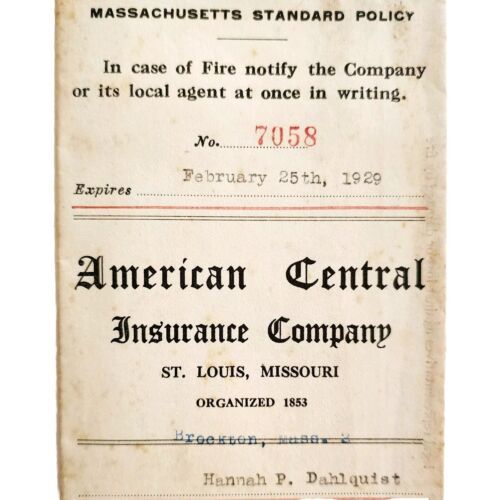 MASSACHUSETTS STANDARD POLICY
In case of Fire notify the Company
or its local agent at once in writing.
No. 7058
Expires February 25th, 1929
American Central
Insurance Company
ST. LOUIS, MISSOURI
ORGANIZED 1853
Brockton, Mass. 2
Hannah P. Dahlquist